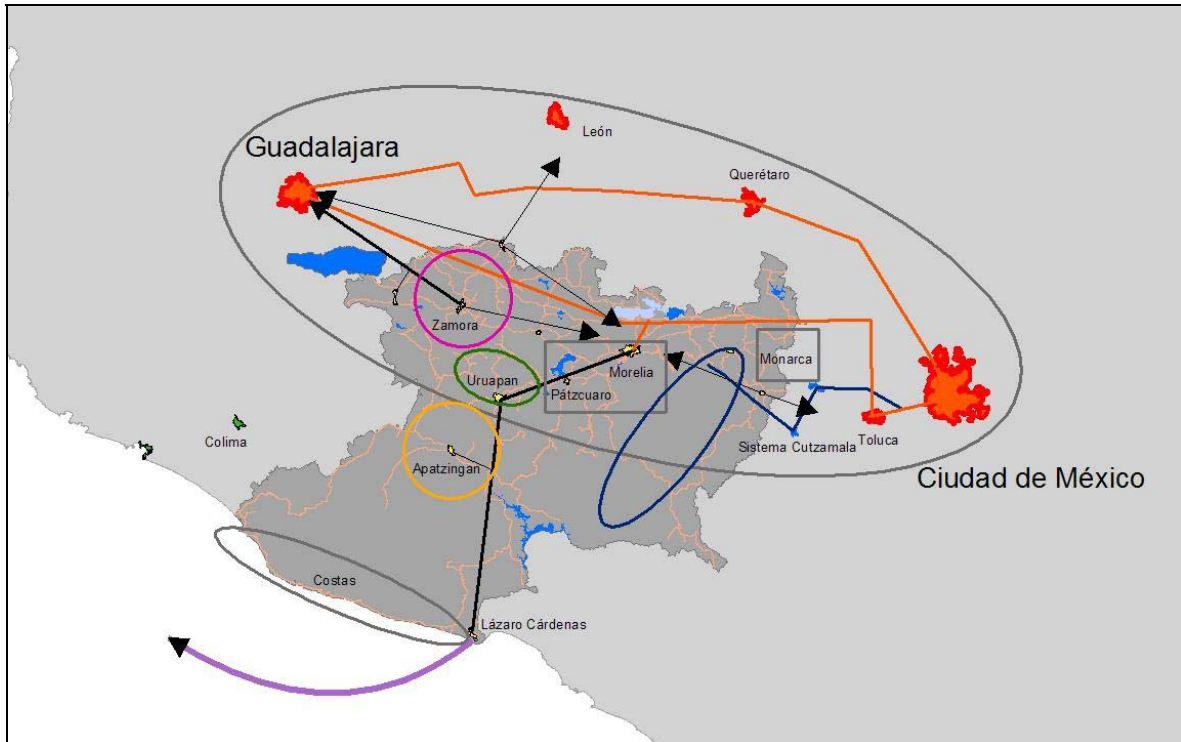 León
Guadalajara
Querétaro
Zamora
Monarca
Morelia
Uruapan
Pátzcuaro
Colima
Toluca
Sistema Cutzamala
Apatzingan
Ciudad de México
Costas
Lázaro Cárdenas